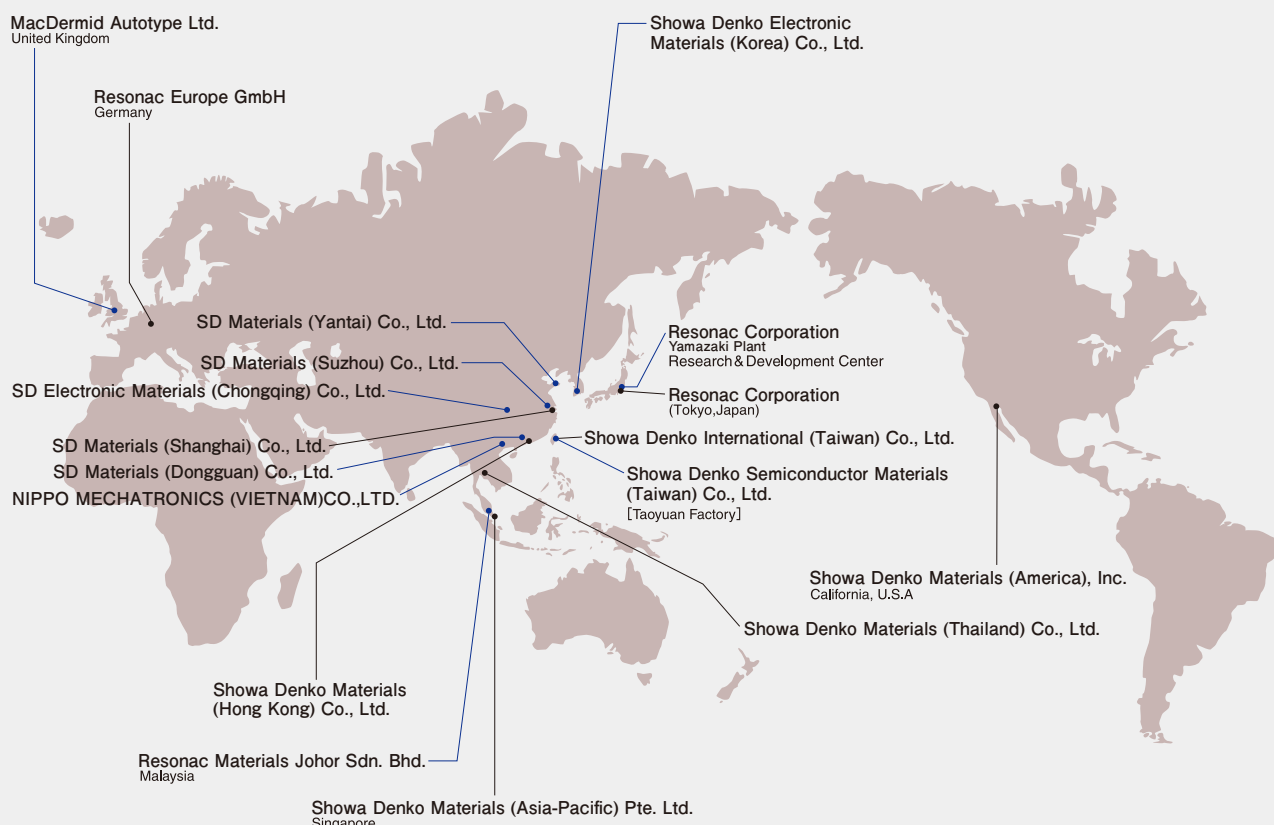 MacDermid Autotype Ltd.
United Kingdom
Showa Denko Electronic
Materials (Korea) Co., Ltd.
Resonac Europe GmbH
Germany
SD Materials (Yantai) Co., Ltd.
SD Materials (Suzhou) Co., Ltd.
SD Electronic Materials (Chongqing) Co., Ltd.
SD Materials (Shanghai) Co., Ltd.
SD Materials (Dongguan) Co., Ltd.
NIPPO MECHATRONICS (VIETNAM)CO.,LTD.
Resonac Corporation
Yamazaki Plant
Research&Development Center
Resonac Corporation
(Tokyo,Japan)
Showa Denko International (Taiwan) Co., Ltd.
Showa Denko Semiconductor Materials
(Taiwan) Co., Ltd.
[Taoyuan Factory]
Showa Denko Materials (America), Inc.
California, U.S.A
Showa Denko Materials (Thailand) Co., Ltd.
Showa Denko Materials
(Hong Kong) Co., Ltd.
Resonac Materials Johor Sdn. Bhd.
Malaysia
Showa Denko Materials (Asia-Pacific) Pte. Ltd.
Singapore